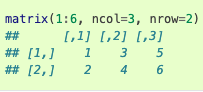 matrix(1:6, ncol=3, nrow=2)
##      [,1] [,2] [,3]
## [1,]    1    3    5
## [2,]    2    4    6